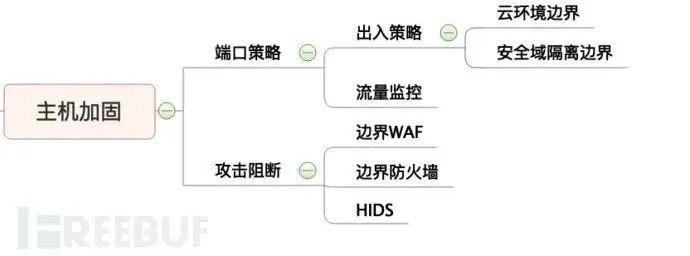 主机加固
端口策略
出入策略
云环境边界
安全域隔离边界
流量监控
攻击阻断
边界WAF
边界防火墙
HIDS
FREEBUF